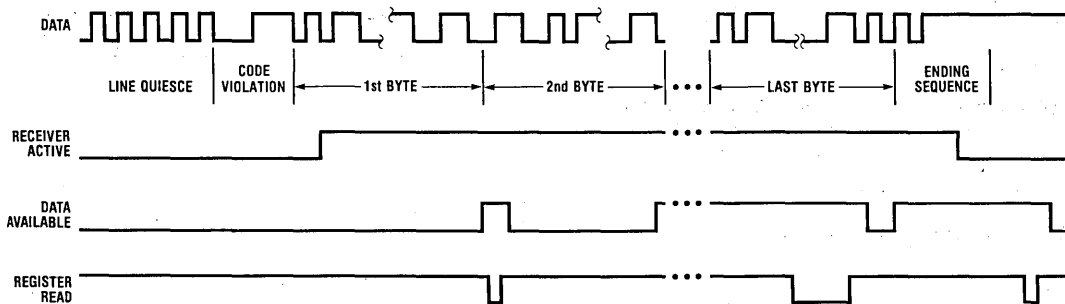 DATA
LINE QUIESCE
CODE
VIOLATION
1st BYTE
2nd BYTE
•••
LAST BYTE
ENDING
SEQUENCE
RECEIVER
ACTIVE
•••
DATA
AVAILABLE
•••
REGISTER
READ
•••